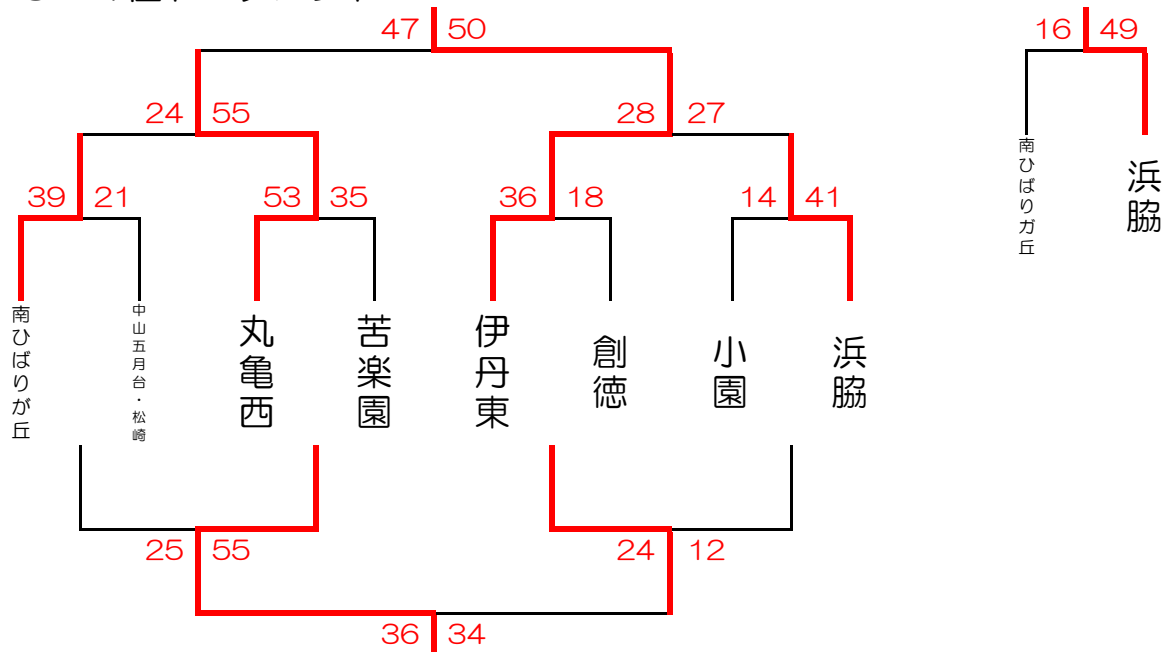 47 50
16 49
24 55
28 27
39 21
53 35
36 18
14 41
南ひばりが丘
中山五月台・松崎
丸亀西
苦楽園
伊丹東
創徳
小園
浜脇
南ひばりガ丘
浜脇
25 55
24 12
36 34